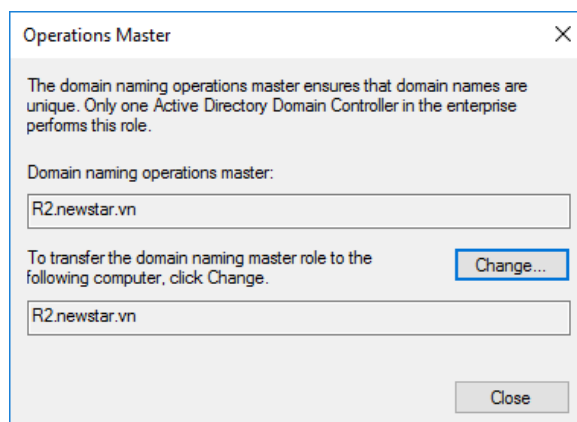 Operations Master
The domain naming operations master ensures that domain names are
unique. Only one Active Directory Domain Controller in the enterprise
performs this role.
Domain naming operations master:
R2.newstar.vn
To transfer the domain naming master role to the
following computer, click Change.
Change...
R2.newstar.vn
Close